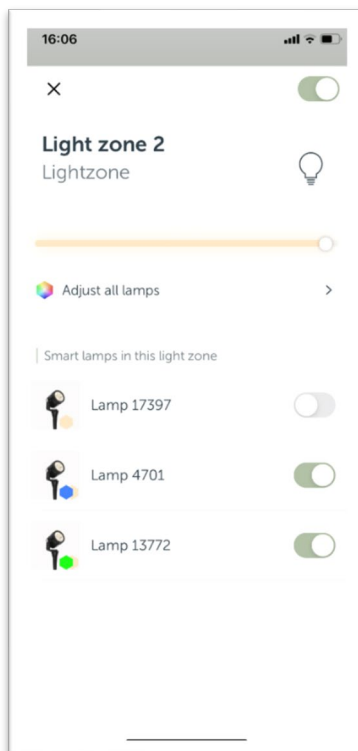 16:06
Light zone 2
Lightzone
Adjust all lamps
Smart lamps in this light zone
Lamp 17397
Lamp 4701
Lamp 13772